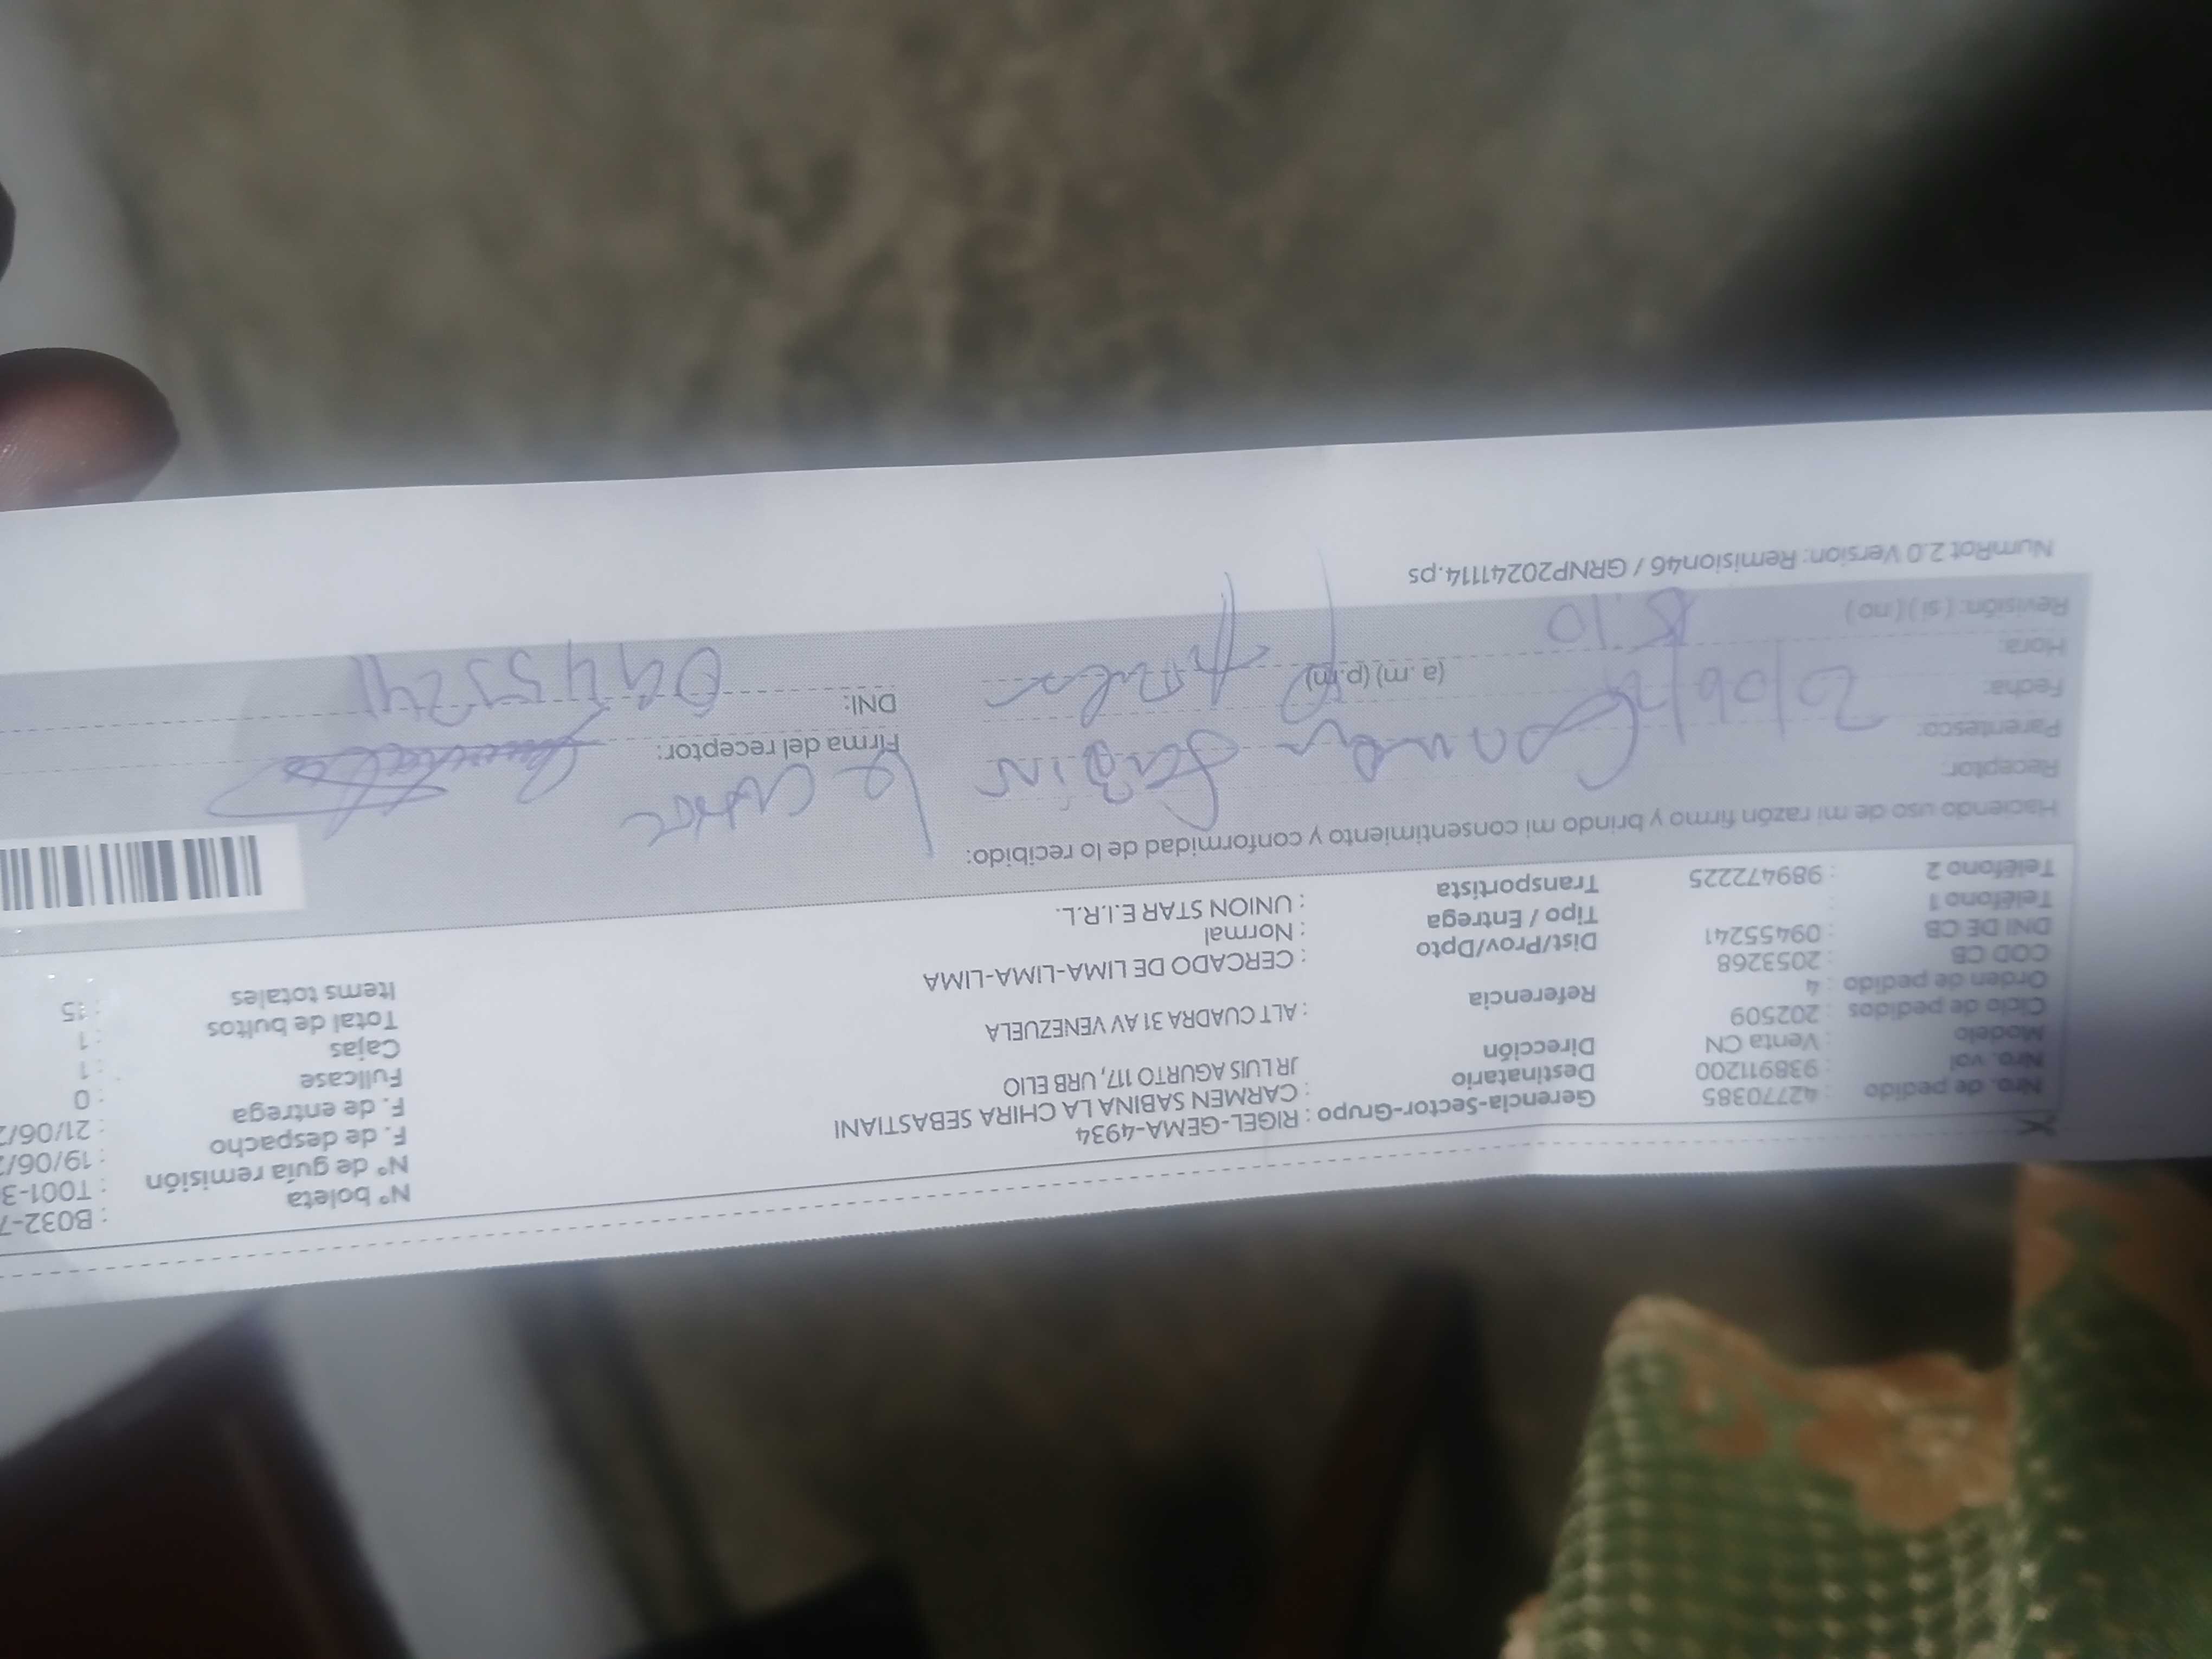 Nº boleta : B032-7
Nº de guía remisión : T001-3
F. de despacho : 19/06/2
F. de entrega : 21/06/2
Fullcase : 0
Cajas : 1
Total de bultos : 1
Items totales : 15
Nro. de pedido : 42770385
Nro. val : 938911200
Modelo : Venta CN
Ciclo de pedidos : 202509
Orden de pedido : 4
COD CB : 2053268
DNI DE CB : 09455241
Teléfono 1 :
Teléfono 2 : 989472225
Gerencia-Sector-Grupo : RIGEL-GEMA-4934
Destinatario : CARMEN SABINA LA CHIRA SEBASTIANI
Dirección JR LUIS AGURTO 117, URB ELIO
Referencia : ALT CUADRA 31 AV VENEZUELA
Dist/Prov/Dpto : CERCADO DE LIMA-LIMA-LIMA
Tipo / Entrega : Normal
Transportista : UNION STAR E.I.R.L.
Haciendo uso de mi razón firmo y brindo mi consentimiento y conformidad de lo recibido:
Receptor: Carmen
Parentesco:
Fecha:
Hora: (a. m) (p. m)
Revisión: ( si ) ( no )
Firma del receptor:
DNI: 09455241
NumRot 2.0 Version: Remision46 / GRNP20241114.ps